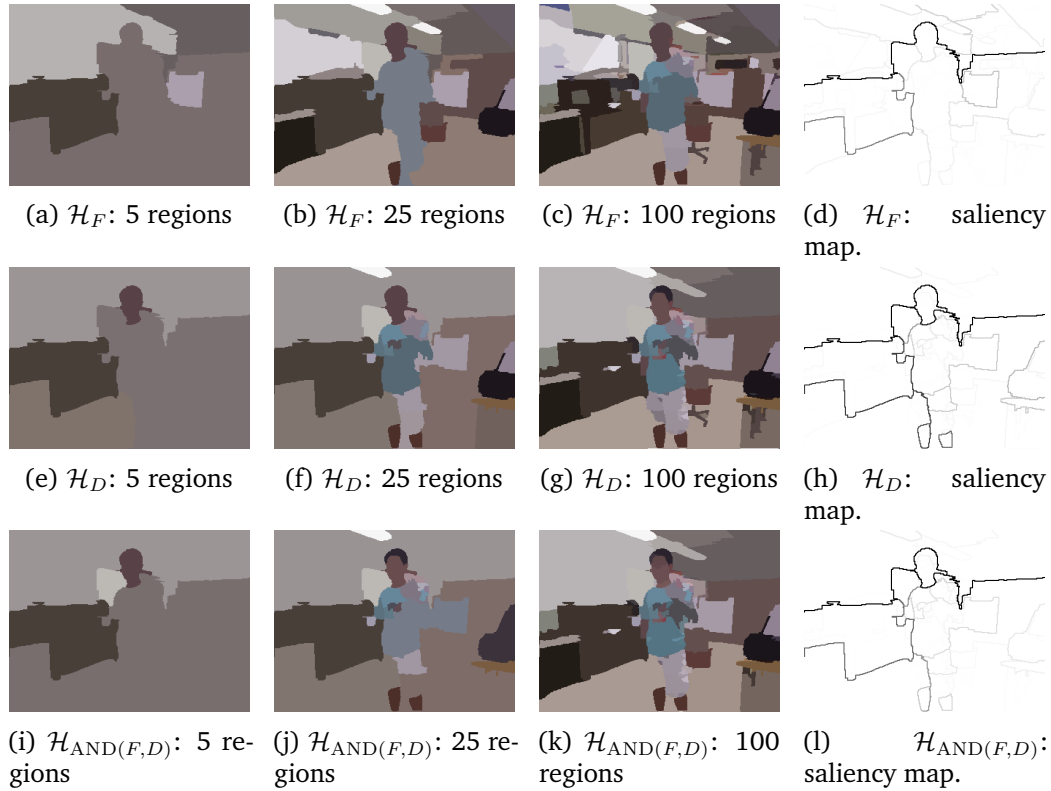 (a) H_F: 5 regions
(b) H_F: 25 regions
(c) H_F: 100 regions
(d) H_F: saliency
map.
(e) H_D: 5 regions
(f) H_D: 25 regions
(g) H_D: 100 regions
(h) H_D: saliency
map.
(i) H_AND(F,D): 5 re-
gions
(j) H_AND(F,D): 25 re-
gions
(k) H_AND(F,D): 100
regions
(l) H_AND(F,D):
saliency map.